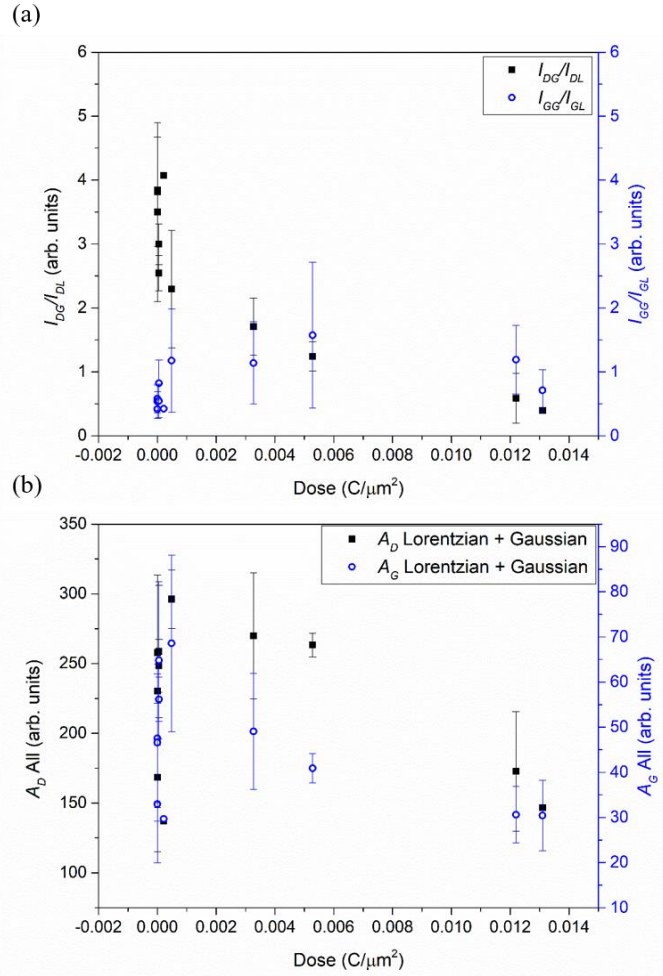 (a)
6
5
4
3
2
1
0
I_DG/I_DL (arb. units)
I_DG/I_DL
I_GG/I_GL
6
5
4
3
2
1
0
I_GG/I_GL (arb. units)
-0.002 0.000 0.002 0.004 0.006 0.008 0.010 0.012 0.014
Dose (C/μm²)
(b)
350
300
250
200
150
100
A_D All (arb. units)
A_D Lorentzian + Gaussian
A_G Lorentzian + Gaussian
95
90
80
70
60
50
40
30
20
10
A_G All (arb. units)
-0.002 0.000 0.002 0.004 0.006 0.008 0.010 0.012 0.014
Dose (C/μm²)